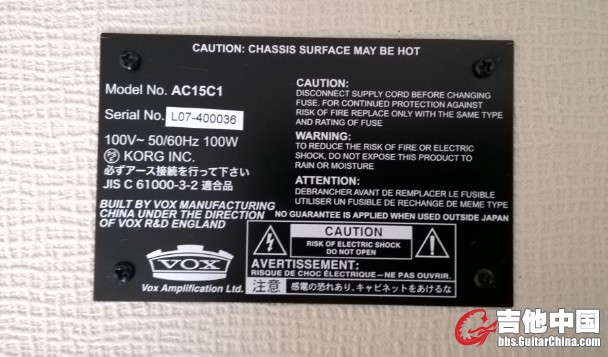 CAUTION: CHASSIS SURFACE MAY BE HOT
Model No. AC15C1
Serial No. L07-400036
100V~ 50/60Hz 100W
KORG INC.
必ずアース接続を行って下さい
JIS C 61000-3-2 適合品
CAUTION:
DISCONNECT SUPPLY CORD BEFORE CHANGING
FUSE. FOR CONTINUED PROTECTION AGAINST
RISK OF FIRE REPLACE ONLY WITH THE SAME TYPE
AND RATING OF FUSE
WARNING:
TO REDUCE THE RISK OF FIRE OR ELECTRIC
SHOCK, DO NOT EXPOSE THIS PRODUCT TO
RAIN OR MOISTURE
ATTENTION:
DEBRANCHER AVANT DE REMPLACER LE FUSIBLE
UTILISER UN FUSIBLE DE RECHANGE DE MEME TYPE
BUILT BY VOX MANUFACTURING
CHINA UNDER THE DIRECTION
OF VOX R&D ENGLAND
NO GUARANTEE IS APPLIED WHEN USED OUTSIDE JAPAN
VOX
Vox Amplification Ltd.
CAUTION
RISK OF ELECTRIC SHOCK
DO NOT OPEN
AVERTISSEMENT:
RISQUE DE CHOC ÉLECTRIQUE–NE PAS OUVRIR.
注意 感電の恐れあり、キャビネットをあけるな
吉他中国
bbs.GuitarChina.com